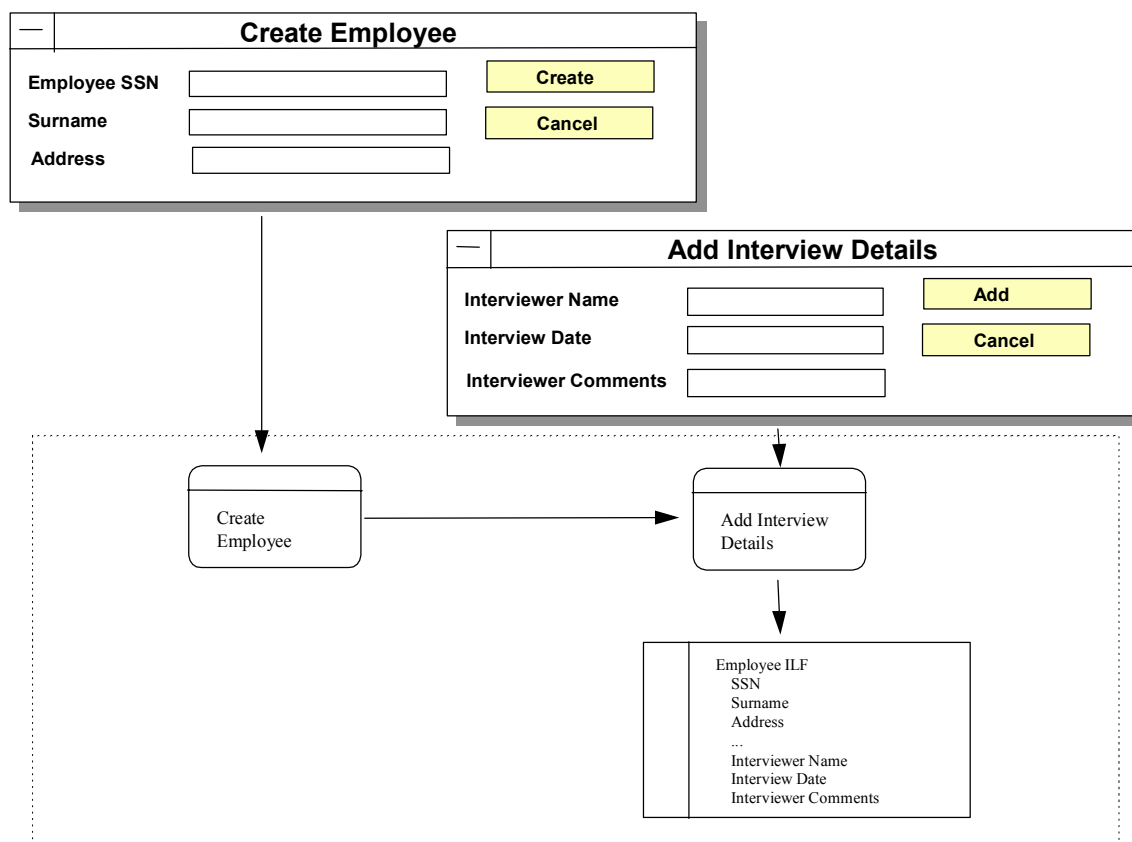 Create Employee
Employee SSN
Create
Surname
Cancel
Address
Add Interview Details
Interviewer Name
Add
Interview Date
Cancel
Interviewer Comments
Create
Employee
Add Interview
Details
Employee ILF
SSN
Surname
Address
...
Interviewer Name
Interview Date
Interviewer Comments